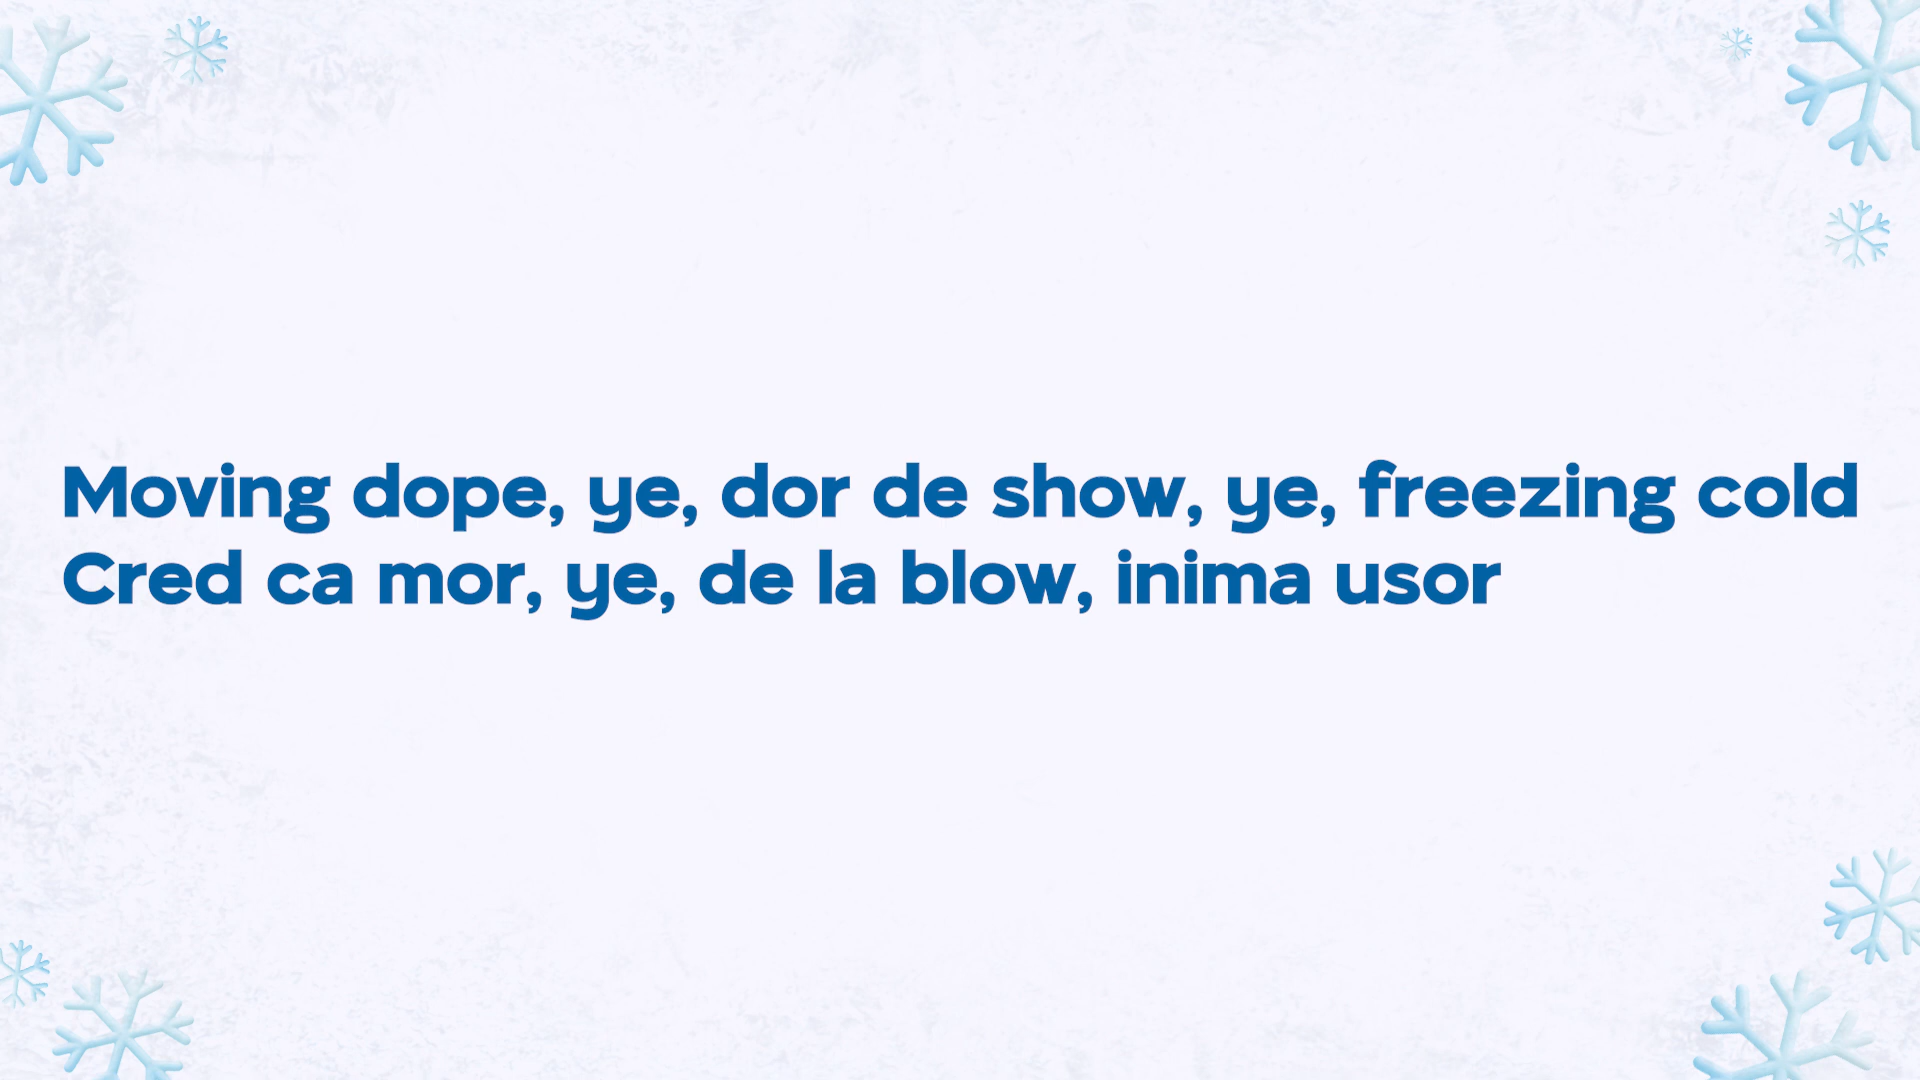 Moving dope, ye, dor de show, ye, freezing cold
Cred ca mor, ye, de la blow, inima usor